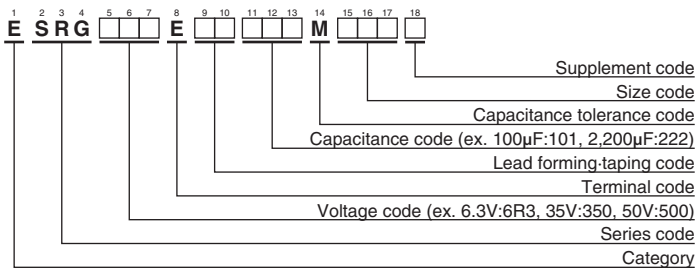 1 2 3 4 5 6 7 8 9 10 11 12 13 14 15 16 17 18
E S R G E M
Supplement code
Size code
Capacitance tolerance code
Capacitance code (ex. 100μF:101, 2,200μF:222)
Lead forming·taping code
Terminal code
Voltage code (ex. 6.3V:6R3, 35V:350, 50V:500)
Series code
Category